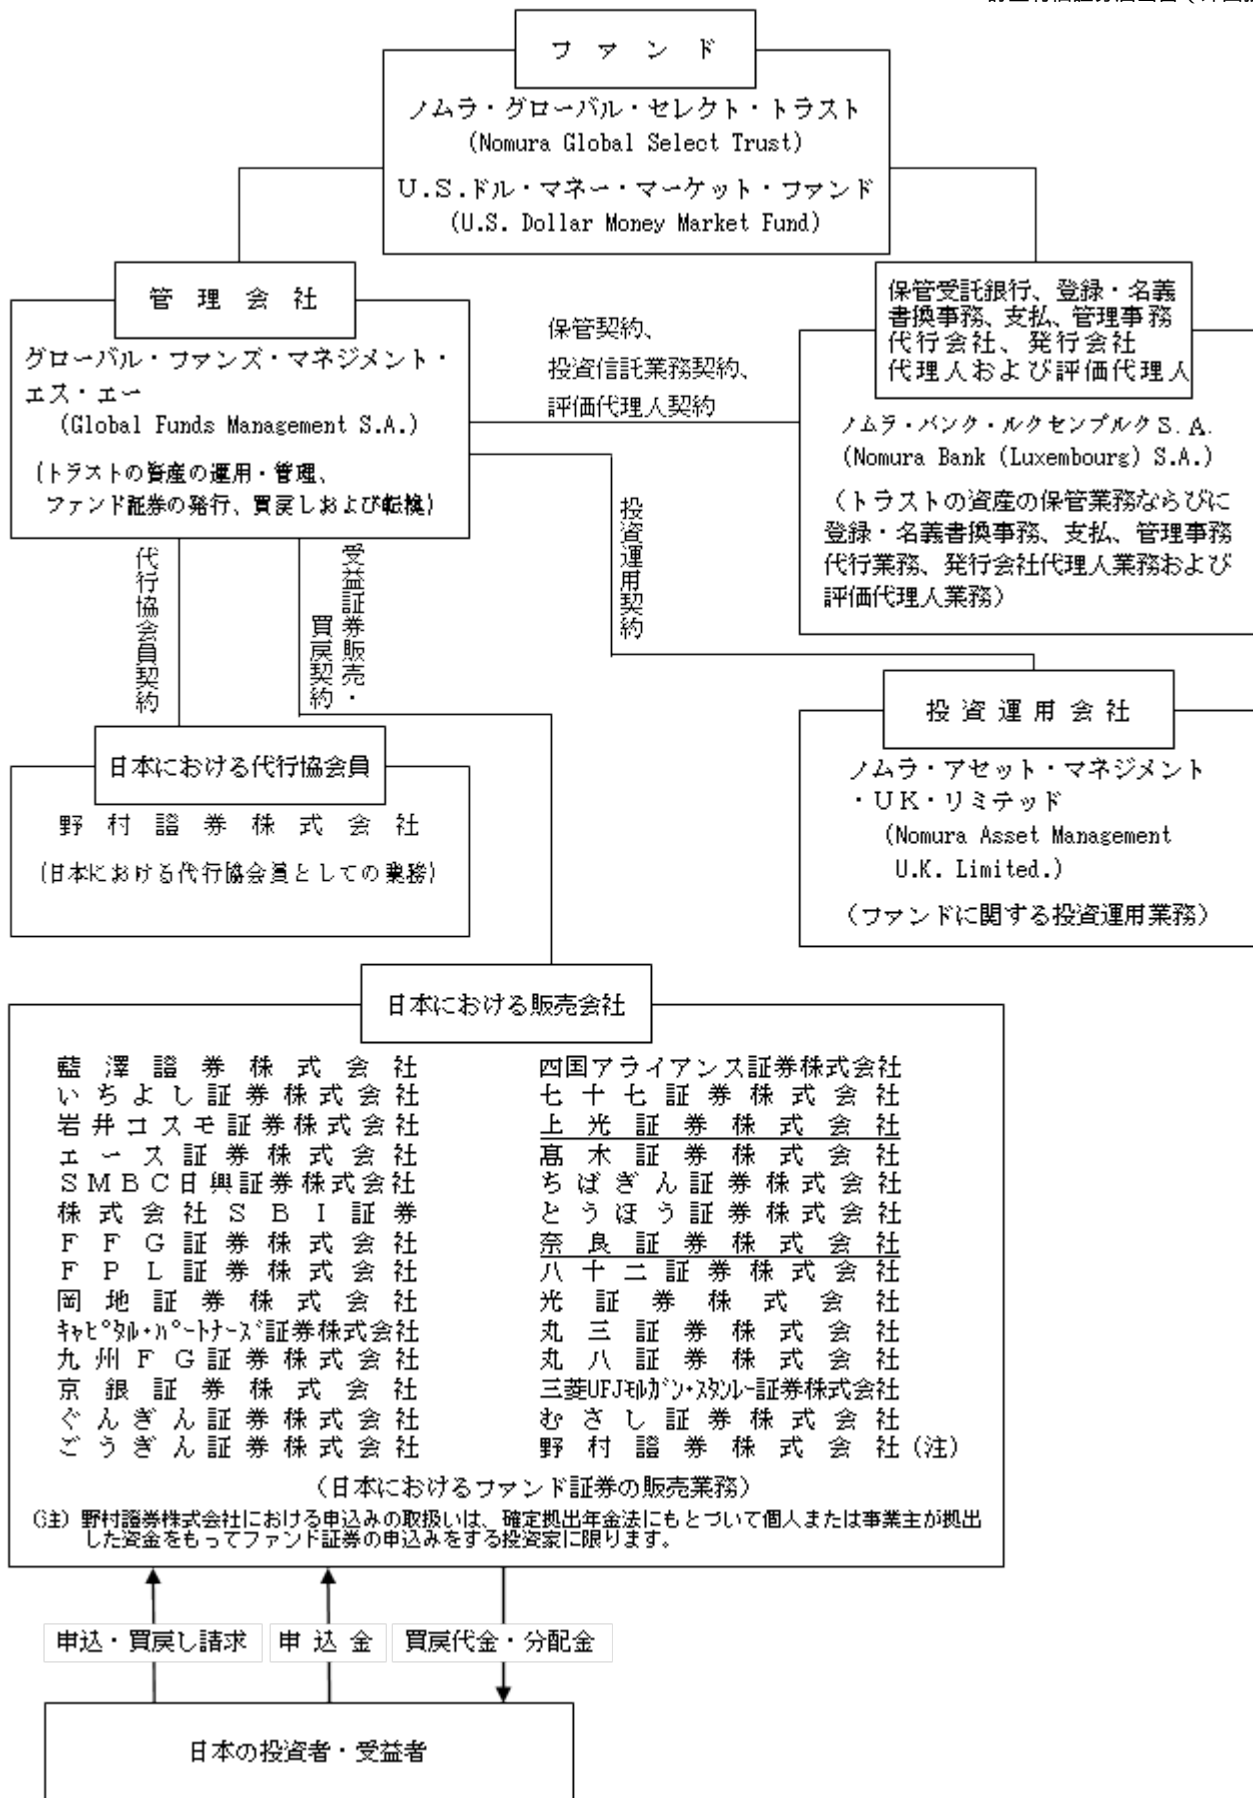 ファンド
ノムラ・グローバル・セレクト・トラスト
(Nomura Global Select Trust)
U.S.ドル・マネー・マーケット・ファンド
(U.S. Dollar Money Market Fund)
管理会社
グローバル・ファンズ・マネジメント・
エス・エー
(Global Funds Management S.A.)
(トラストの資産の運用・管理、
ファンド証券の発行、買戻しおよび転換)
保管契約、
投資信託業務契約、
評価代理人契約
保管受託銀行、登録・名義
書換事務、支払、管理事務
代行会社、発行会社
代理人および評価代理人
ノムラ・バンク・ルクセンブルクS.A.
(Nomura Bank (Luxembourg) S.A.)
(トラストの資産の保管業務ならびに
登録・名義書換事務、支払、管理事務
代行業務、発行会社代理人業務および
評価代理人業務)
代行協会員契約
受益証券販売・
買戻契約
投資運用契約
投資運用会社
ノムラ・アセット・マネジメント
・UK・リミテッド
(Nomura Asset Management
U.K. Limited.)
(ファンドに関する投資運用業務)
日本における代行協会員
野村證券株式会社
(日本における代行協会員としての業務)
日本における販売会社
藍澤證券株式会社
いちよし証券株式会社
岩井コスモ証券株式会社
エース証券株式会社
SMBC日興証券株式会社
株式会社SBI証券
FFG証券株式会社
FPL証券株式会社
岡地証券株式会社
キャピタル・パートナーズ証券株式会社
九州FG証券株式会社
京銀証券株式会社
ぐんぎん証券株式会社
ごうぎん証券株式会社
四国アライアンス証券株式会社
七十七証券株式会社
上光証券株式会社
髙木証券株式会社
ちばぎん証券株式会社
とうほう証券株式会社
奈良証券株式会社
八十二証券株式会社
光証券株式会社
丸三証券株式会社
丸八証券株式会社
三菱UFJモルガン・スタンレー証券株式会社
むさし証券株式会社
野村證券株式会社(注)
(日本におけるファンド証券の販売業務)
(注) 野村證券株式会社における申込みの取扱いは、確定拠出年金法にもとづいて個人または事業主が拠出
した資金をもってファンド証券の申込みをする投資家に限ります。
申込・買戻し請求
申込金
買戻代金・分配金
日本の投資者・受益者